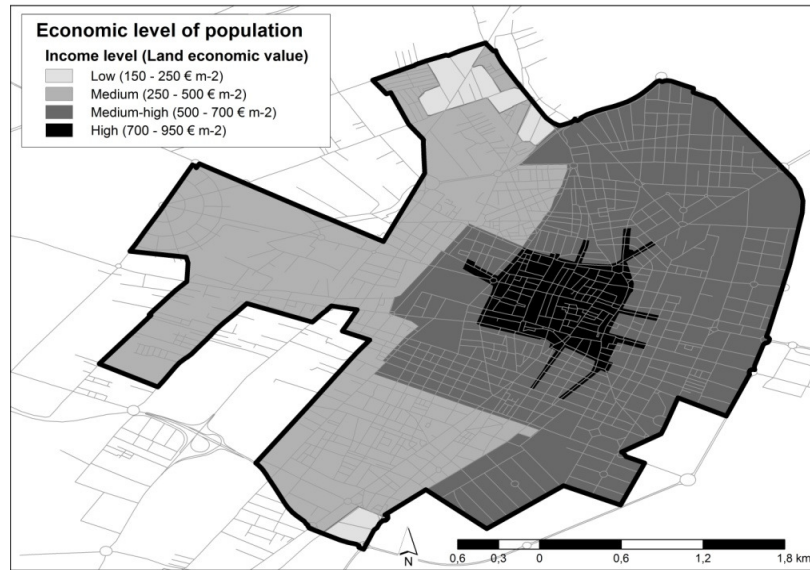 Economic level of population
Income level (Land economic value)
Low (150 - 250 € m-2)
Medium (250 - 500 € m-2)
Medium-high (500 - 700 € m-2)
High (700 - 950 € m-2)
N
0,6 0,3 0 0,6 1,2 1,8 km